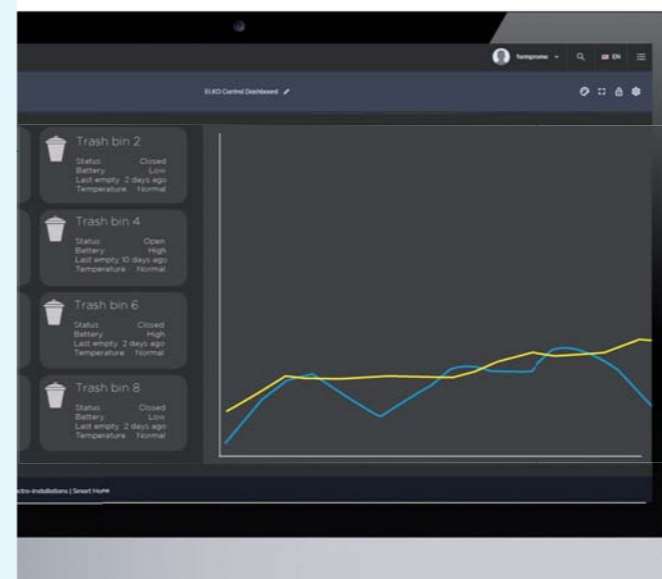 EN
ELKO Control Dashboard
Trash bin 2
Status Closed
Battery Low
Last empty 2 days ago
Temperature Normal
Trash bin 4
Status Open
Battery High
Last empty 10 days ago
Temperature Normal
Trash bin 6
Status Closed
Battery High
Last empty 2 days ago
Temperature Normal
Trash bin 8
Status Closed
Battery Low
Last empty 2 days ago
Temperature Normal
| Smart Home